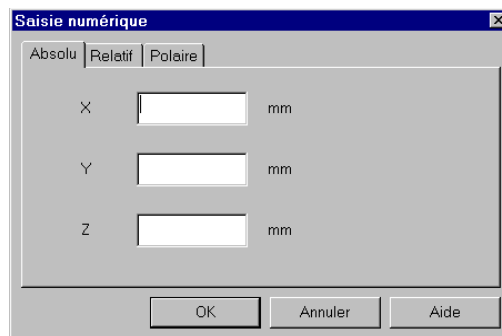 Saisie numérique
Absolu Relatif Polaire
X mm
Y mm
Z mm
OK Annuler Aide